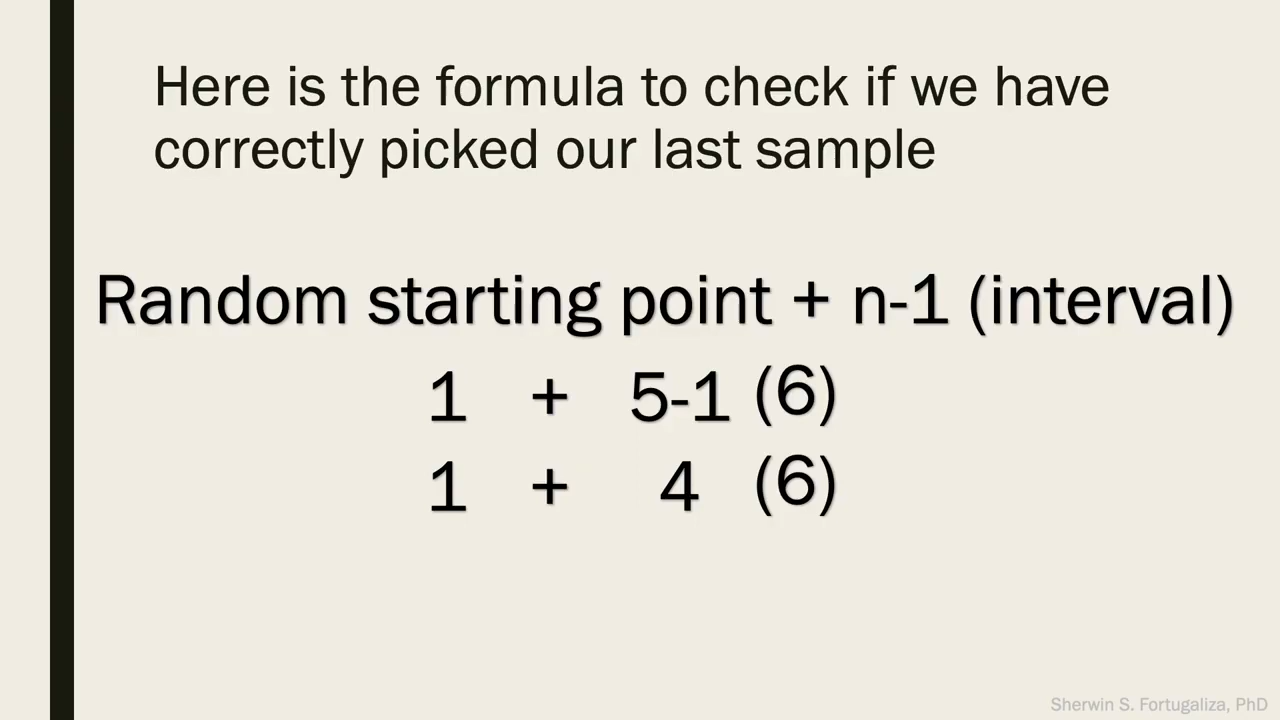 Here is the formula to check if we have
correctly picked our last sample
Random starting point + n-1 (interval)
1 + 5-1 (6)
1 + 4 (6)
Sherwin S. Fortugaliza, PhD